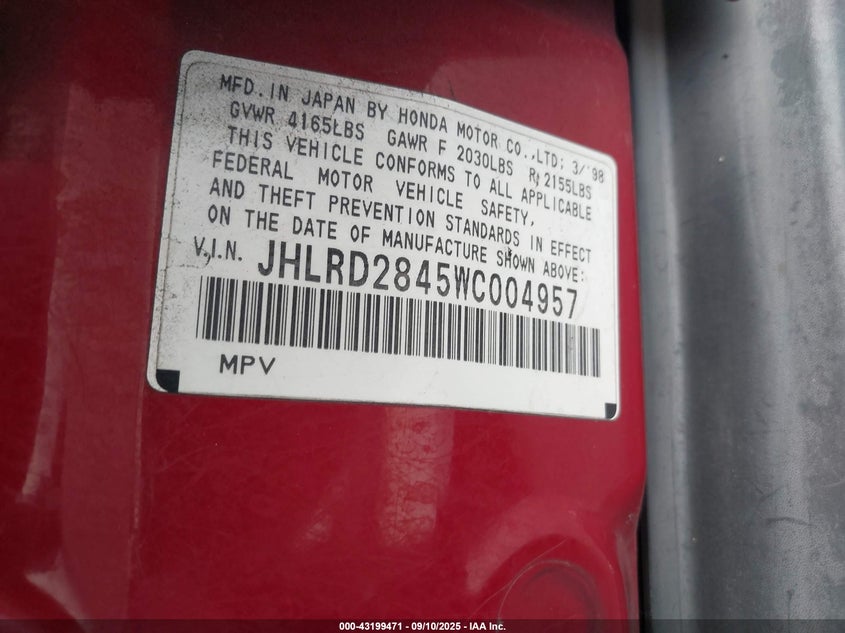 MFD. IN JAPAN BY HONDA MOTOR CO.,LTD; 3/'98
GVWR 4165LBS GAWR F 2030LBS R, 2155LBS
THIS VEHICLE CONFORMS TO ALL APPLICABLE
FEDERAL MOTOR VEHICLE SAFETY,
AND THEFT PREVENTION STANDARDS IN EFFECT
ON THE DATE OF MANUFACTURE SHOWN ABOVE:
V.I.N. JHLRD2845WC004957
MPV
000-43199471 - 09/10/2025 - IAA Inc.